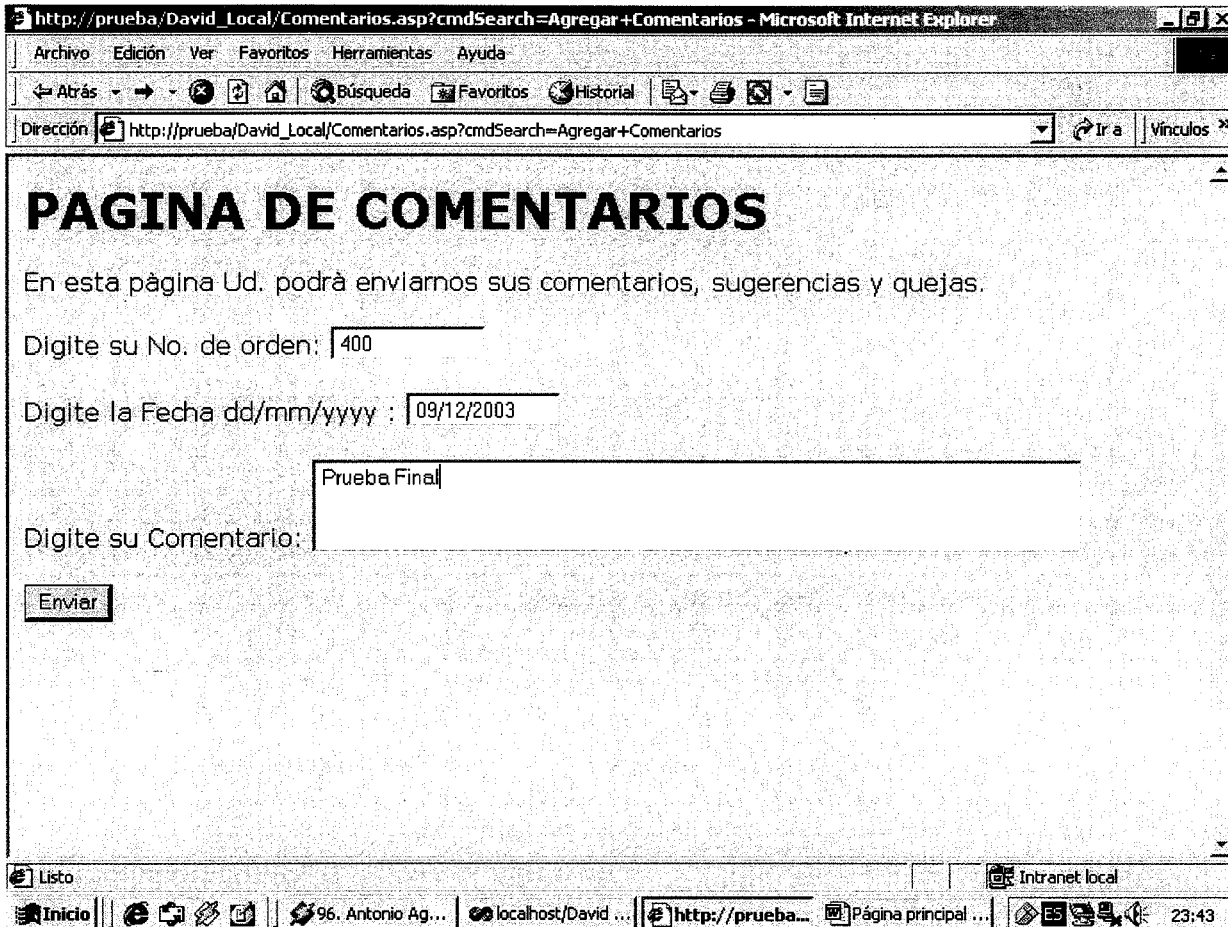 http://prueba/David_Local/Comentarios.asp?cmdSearch=Agregar+Comentarios - Microsoft Internet Explorer
Archivo Edición Ver Favoritos Herramientas Ayuda
Atrás Búsqueda Favoritos Historial
Dirección http://prueba/David_Local/Comentarios.asp?cmdSearch=Agregar+Comentarios Ir a Vínculos »
PAGINA DE COMENTARIOS
En esta pàgina Ud. podrà enviarnos sus comentarios, sugerencias y quejas.
Digite su No. de orden: 400
Digite la Fecha dd/mm/yyyy : 09/12/2003
Prueba Final
Digite su Comentario:
Enviar
Listo Intranet local
Inicio 96. Antonio Ag... localhost/David ... http://prueba... Página principal ... ES 23:43